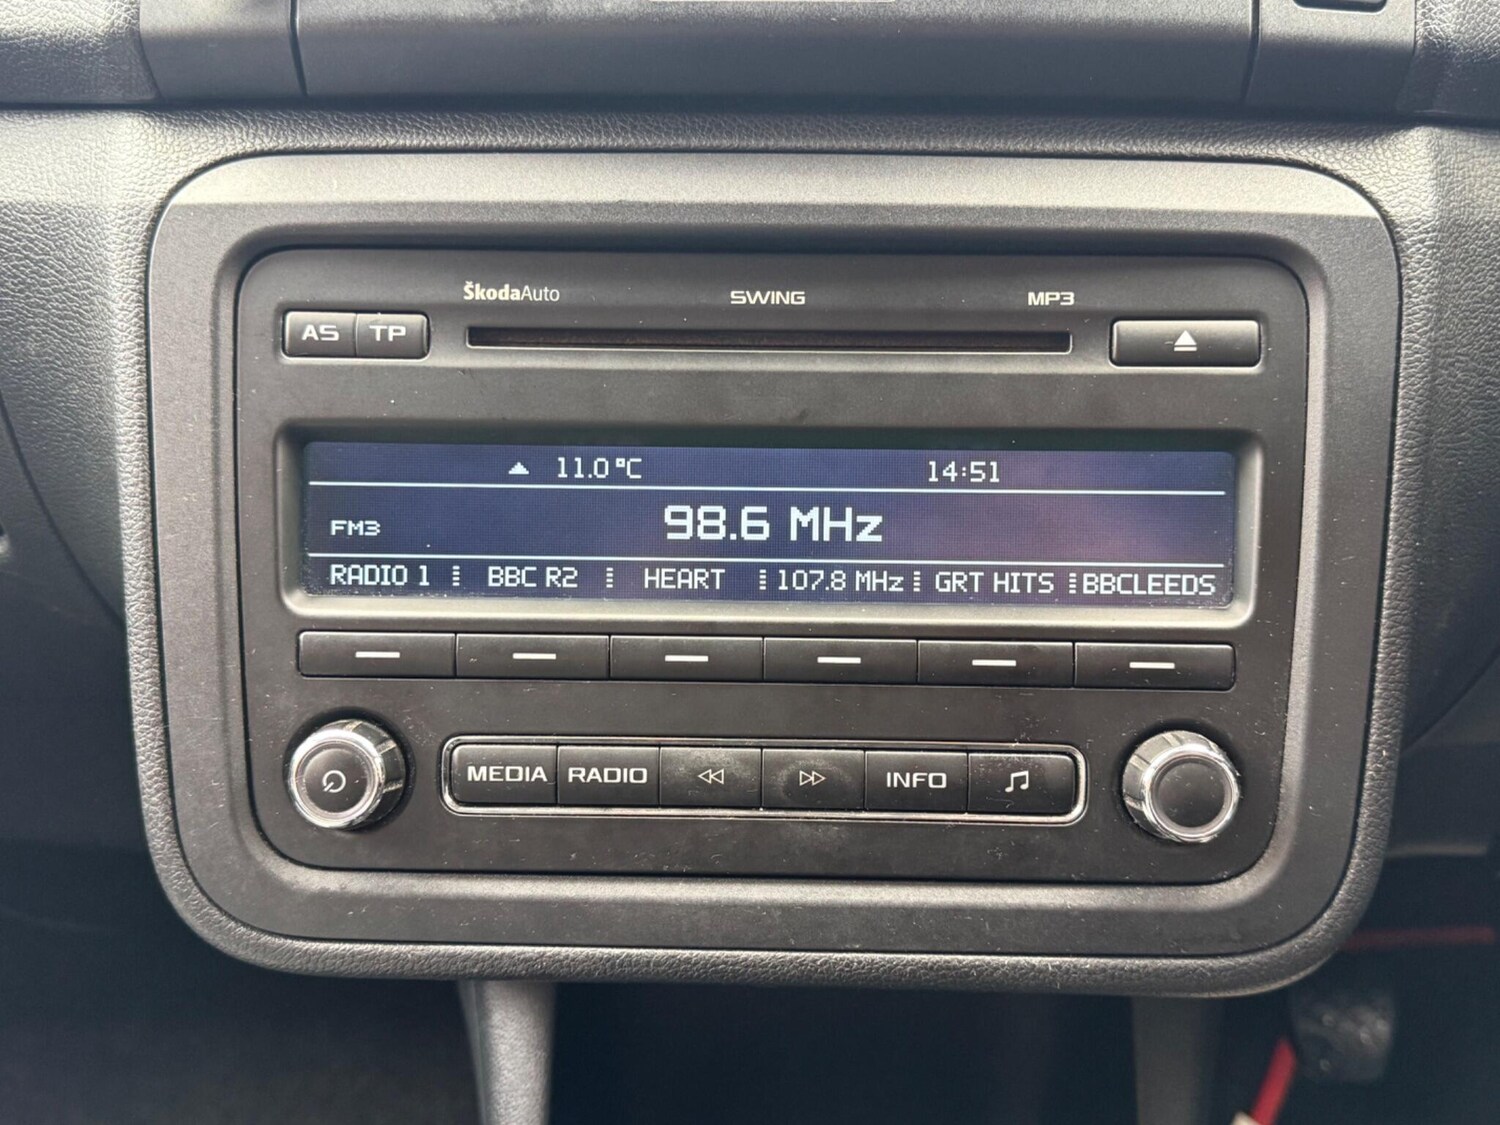 ŠkodaAuto SWING MP3
AS TP
11.0 °C 14:51
FM3 98.6 MHz
RADIO 1 BBC R2 HEART 107.8 MHz GRT HITS BBCLEEDS
MEDIA RADIO INFO